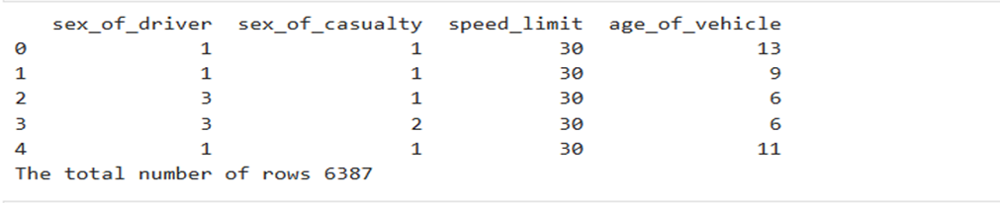 sex_of_driver sex_of_casualty speed_limit age_of_vehicle
0 1 1 30 13
1 1 1 30 9
2 3 1 30 6
3 3 2 30 6
4 1 1 30 11
The total number of rows 6387